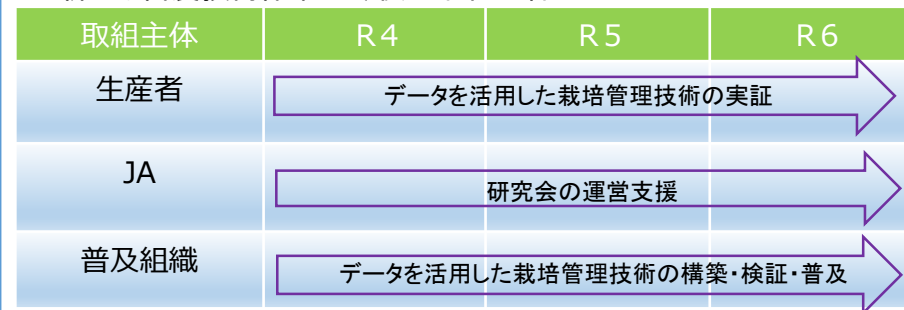 取組主体 R４ R５ R６
生産者 データを活用した栽培管理技術の実証
JA 研究会の運営支援
普及組織 データを活用した栽培管理技術の構築・検証・普及